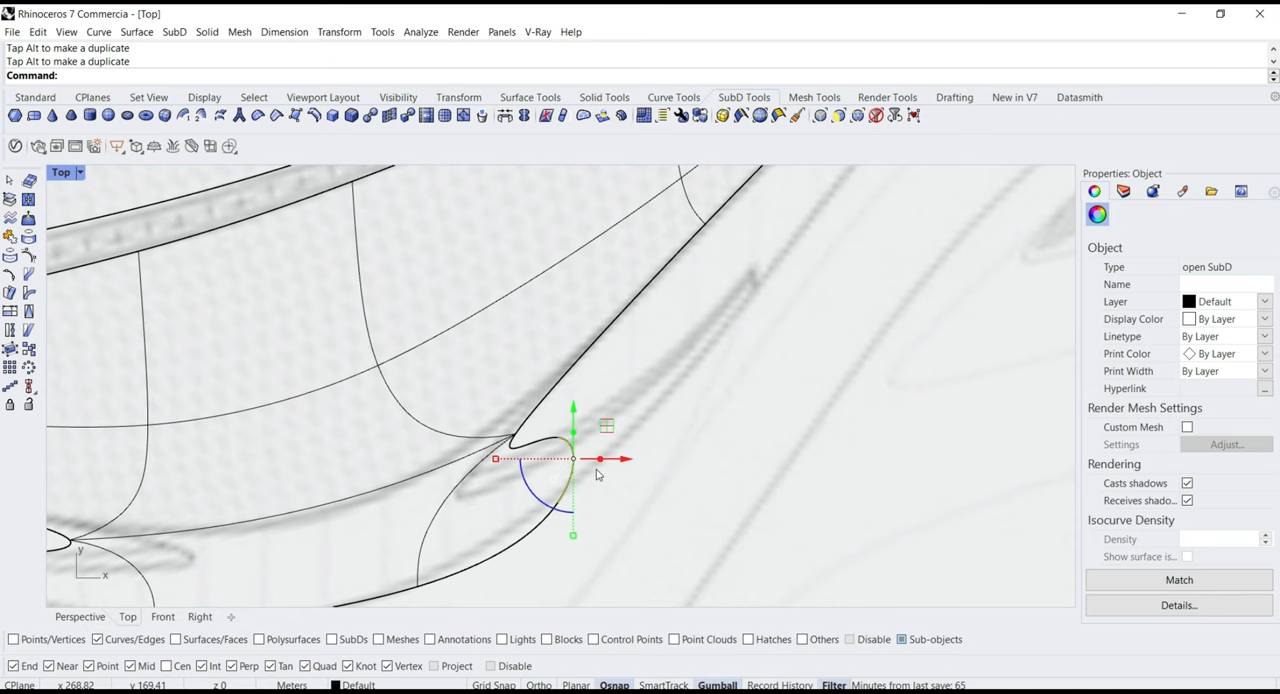 Rhinoceros 7 Commercia - [Top]
File Edit View Curve Surface SubD Solid Mesh Dimension Transform Tools Analyze Render Panels V-Ray Help
Tap Alt to make a duplicate
Tap Alt to make a duplicate
Command:
Standard CPlanes Set View Display Select Viewport Layout Visibility Transform Surface Tools Solid Tools Curve Tools SubD Tools Mesh Tools Render Tools Drafting New in V7 Datasmith
Top
Properties: Object
Object
Type open SubD
Name
Layer Default
Display Color By Layer
Linetype By Layer
Print Color By Layer
Print Width By Layer
Hyperlink ...
Render Mesh Settings
Custom Mesh
Settings Adjust...
Rendering
Casts shadows
Receives shado...
Isocurve Density
Density
Show surface is...
Match
Details...
y
x
Perspective Top Front Right
Points/Vertices Curves/Edges Surfaces/Faces Polysurfaces SubDs Meshes Annotations Lights Blocks Control Points Point Clouds Hatches Others Disable Sub-objects
End Near Point Mid Cen Int Perp Tan Quad Knot Vertex Project Disable
CPlane x 268.82 y 169.41 z 0 Meters Default Grid Snap Ortho Planar Osnap SmartTrack Gumball Record History Filter Minutes from last save: 65